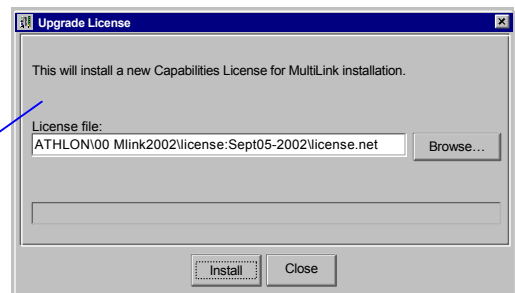 Upgrade License
This will install a new Capabilities License for MultiLink installation.
License file:
ATHLON\00 Mlink2002\license:Sept05-2002\license.net
Browse…
Install
Close